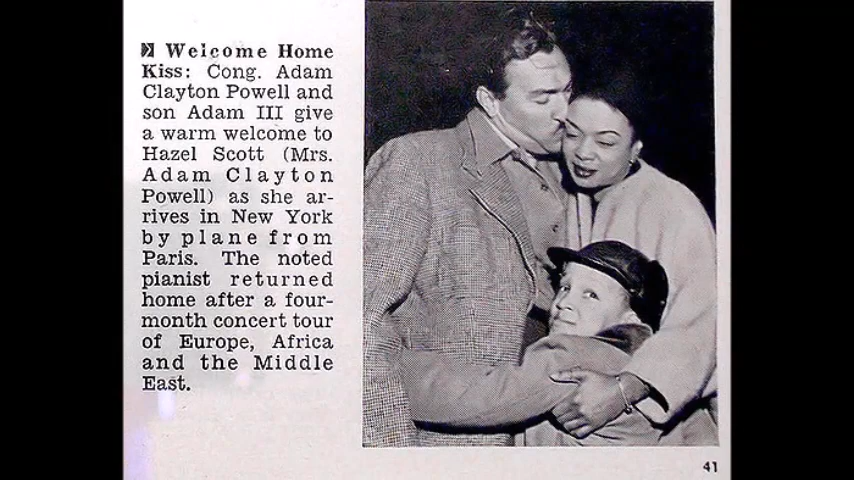 Welcome Home
Kiss: Cong. Adam
Clayton Powell and
son Adam III give
a warm welcome to
Hazel Scott (Mrs.
Adam Clayton
Powell) as she ar-
rives in New York
by plane from
Paris. The noted
pianist returned
home after a four-
month concert tour
of Europe, Africa
and the Middle
East.
41